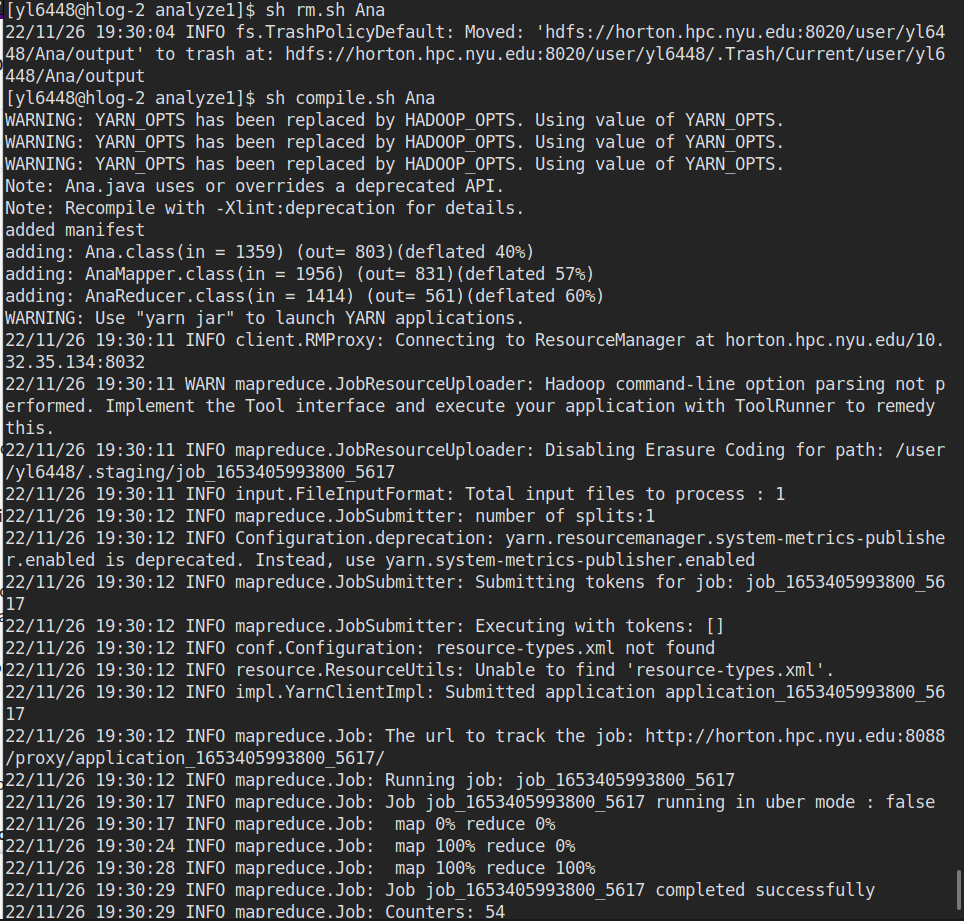 [yl6448@hlog-2 analyze1]$ sh rm.sh Ana
22/11/26 19:30:04 INFO fs.TrashPolicyDefault: Moved: 'hdfs://horton.hpc.nyu.edu:8020/user/yl64
48/Ana/output' to trash at: hdfs://horton.hpc.nyu.edu:8020/user/yl6448/.Trash/Current/user/yl6
448/Ana/output
[yl6448@hlog-2 analyze1]$ sh compile.sh Ana
WARNING: YARN_OPTS has been replaced by HADOOP_OPTS. Using value of YARN_OPTS.
WARNING: YARN_OPTS has been replaced by HADOOP_OPTS. Using value of YARN_OPTS.
WARNING: YARN_OPTS has been replaced by HADOOP_OPTS. Using value of YARN_OPTS.
Note: Ana.java uses or overrides a deprecated API.
Note: Recompile with -Xlint:deprecation for details.
added manifest
adding: Ana.class(in = 1359) (out= 803)(deflated 40%)
adding: AnaMapper.class(in = 1956) (out= 831)(deflated 57%)
adding: AnaReducer.class(in = 1414) (out= 561)(deflated 60%)
WARNING: Use "yarn jar" to launch YARN applications.
22/11/26 19:30:11 INFO client.RMProxy: Connecting to ResourceManager at horton.hpc.nyu.edu/10.
32.35.134:8032
22/11/26 19:30:11 WARN mapreduce.JobResourceUploader: Hadoop command-line option parsing not p
erformed. Implement the Tool interface and execute your application with ToolRunner to remedy
this.
22/11/26 19:30:11 INFO mapreduce.JobResourceUploader: Disabling Erasure Coding for path: /user
/yl6448/.staging/job_1653405993800_5617
22/11/26 19:30:11 INFO input.FileInputFormat: Total input files to process : 1
22/11/26 19:30:12 INFO mapreduce.JobSubmitter: number of splits:1
22/11/26 19:30:12 INFO Configuration.deprecation: yarn.resourcemanager.system-metrics-publishe
r.enabled is deprecated. Instead, use yarn.system-metrics-publisher.enabled
22/11/26 19:30:12 INFO mapreduce.JobSubmitter: Submitting tokens for job: job_1653405993800_56
17
22/11/26 19:30:12 INFO mapreduce.JobSubmitter: Executing with tokens: []
22/11/26 19:30:12 INFO conf.Configuration: resource-types.xml not found
22/11/26 19:30:12 INFO resource.ResourceUtils: Unable to find 'resource-types.xml'.
22/11/26 19:30:12 INFO impl.YarnClientImpl: Submitted application application_1653405993800_56
17
22/11/26 19:30:12 INFO mapreduce.Job: The url to track the job: http://horton.hpc.nyu.edu:8088
/proxy/application_1653405993800_5617/
22/11/26 19:30:12 INFO mapreduce.Job: Running job: job_1653405993800_5617
22/11/26 19:30:17 INFO mapreduce.Job: Job job_1653405993800_5617 running in uber mode : false
22/11/26 19:30:17 INFO mapreduce.Job:  map 0% reduce 0%
22/11/26 19:30:24 INFO mapreduce.Job:  map 100% reduce 0%
22/11/26 19:30:28 INFO mapreduce.Job:  map 100% reduce 100%
22/11/26 19:30:29 INFO mapreduce.Job: Job job_1653405993800_5617 completed successfully
22/11/26 19:30:29 INFO mapreduce.Job: Counters: 54